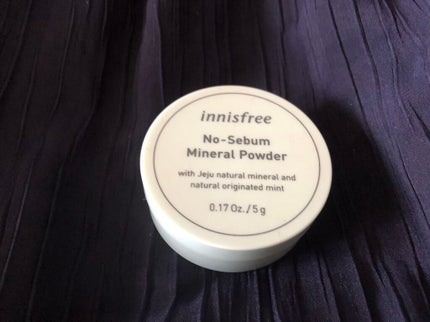 innisfree
No-Sebum
Mineral Powder
with Jeju natural mineral and
natural originated mint
0.17 Oz./5g